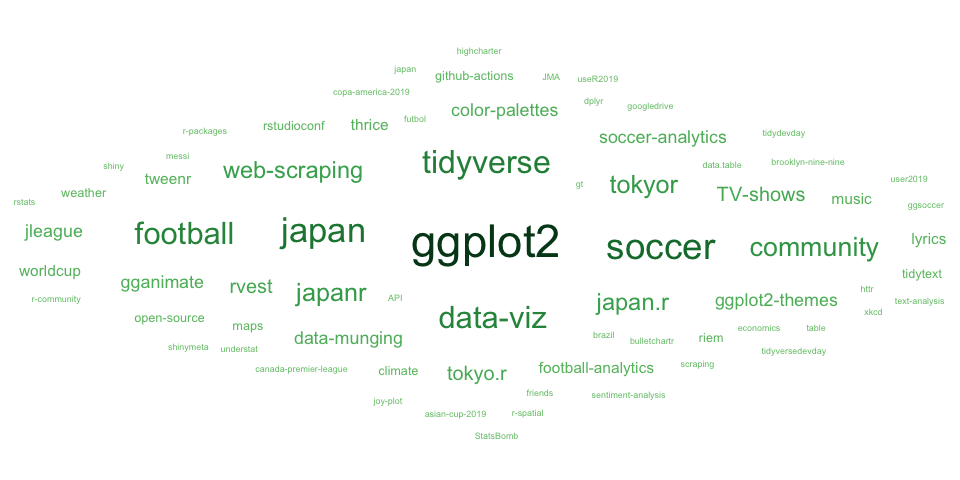 highcharter
japan
github-actions
JMA
useR2019
copa-america-2019
dplyr
googledrive
color-palettes
r-packages
rstudioconf
thrice
futbol
soccer-analytics
tidydevday
messi
shiny
tweenr
web-scraping
tidyverse
data.table
brooklyn-nine-nine
weather
gt
tokyor
TV-shows
music
user2019
rstats
ggsoccer
jleague
football
japan
ggplot2
soccer
community
lyrics
worldcup
gganimate
rvest
japanr
API
japan.r
ggplot2-themes
httr
tidytext
r-community
text-analysis
xkcd
open-source
maps
data-munging
data-viz
brazil
bulletchartr
riem
economics
table
shinymeta
understat
tidyversedevday
canada-premier-league
climate
tokyo.r
football-analytics
scraping
joy-plot
friends
sentiment-analysis
asian-cup-2019
r-spatial
StatsBomb